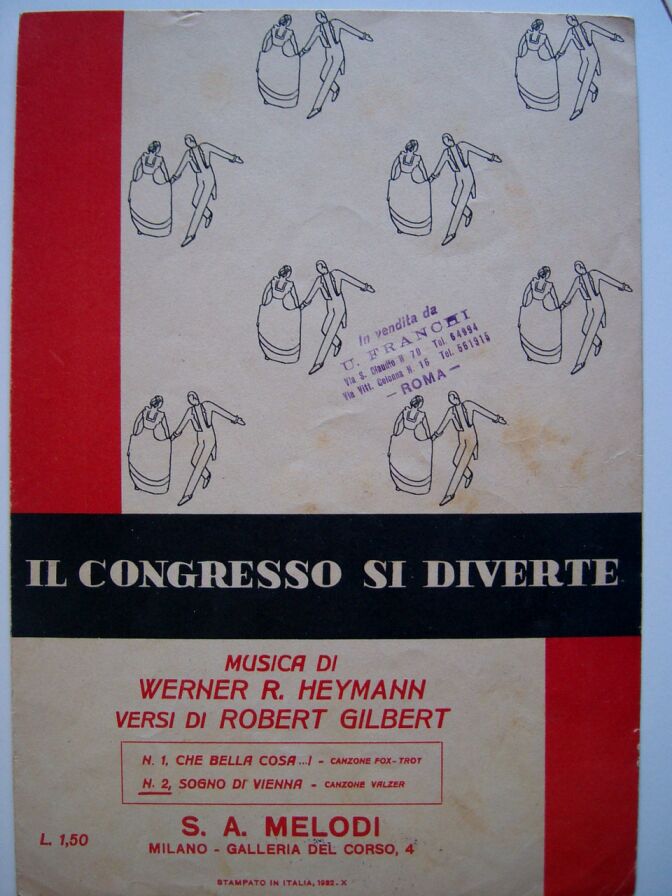 In vendita da
U. FRANCHI
Via S. Claudio N 70 - Tel. 64994
Via Vitt. Colonna N. 15 Tel. 561916
- ROMA -
IL CONGRESSO SI DIVERTE
MUSICA DI
WERNER R. HEYMANN
VERSI DI ROBERT GILBERT
N. 1, CHE BELLA COSA...! - CANZONE FOX-TROT
N. 2, SOGNO DI VIENNA - CANZONE VALZER
L. 1,50
S. A. MELODI
MILANO - GALLERIA DEL CORSO, 4
STAMPATO IN ITALIA, 1932 - X